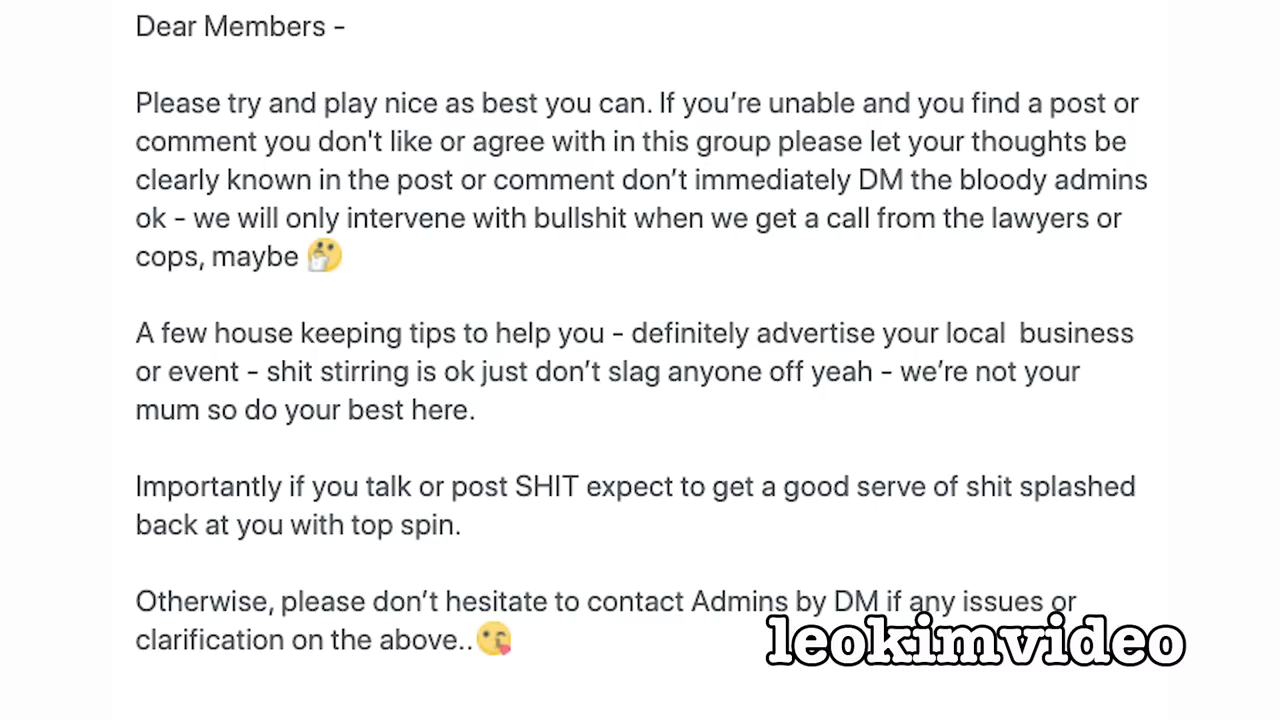 Dear Members -
Please try and play nice as best you can. If you’re unable and you find a post or
comment you don't like or agree with in this group please let your thoughts be
clearly known in the post or comment don’t immediately DM the bloody admins
ok - we will only intervene with bullshit when we get a call from the lawyers or
cops, maybe 🤔
A few house keeping tips to help you - definitely advertise your local  business
or event - shit stirring is ok just don’t slag anyone off yeah - we’re not your
mum so do your best here.
Importantly if you talk or post SHIT expect to get a good serve of shit splashed
back at you with top spin.
Otherwise, please don’t hesitate to contact Admins by DM if any issues or
clarification on the above..😘
leokimvideo